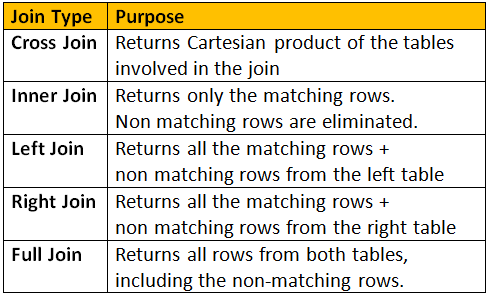 Join Type Purpose
Cross Join Returns Cartesian product of the tables
involved in the join
Inner Join Returns only the matching rows.
Non matching rows are eliminated.
Left Join Returns all the matching rows +
non matching rows from the left table
Right Join Returns all the matching rows +
non matching rows from the right table
Full Join Returns all rows from both tables,
including the non-matching rows.